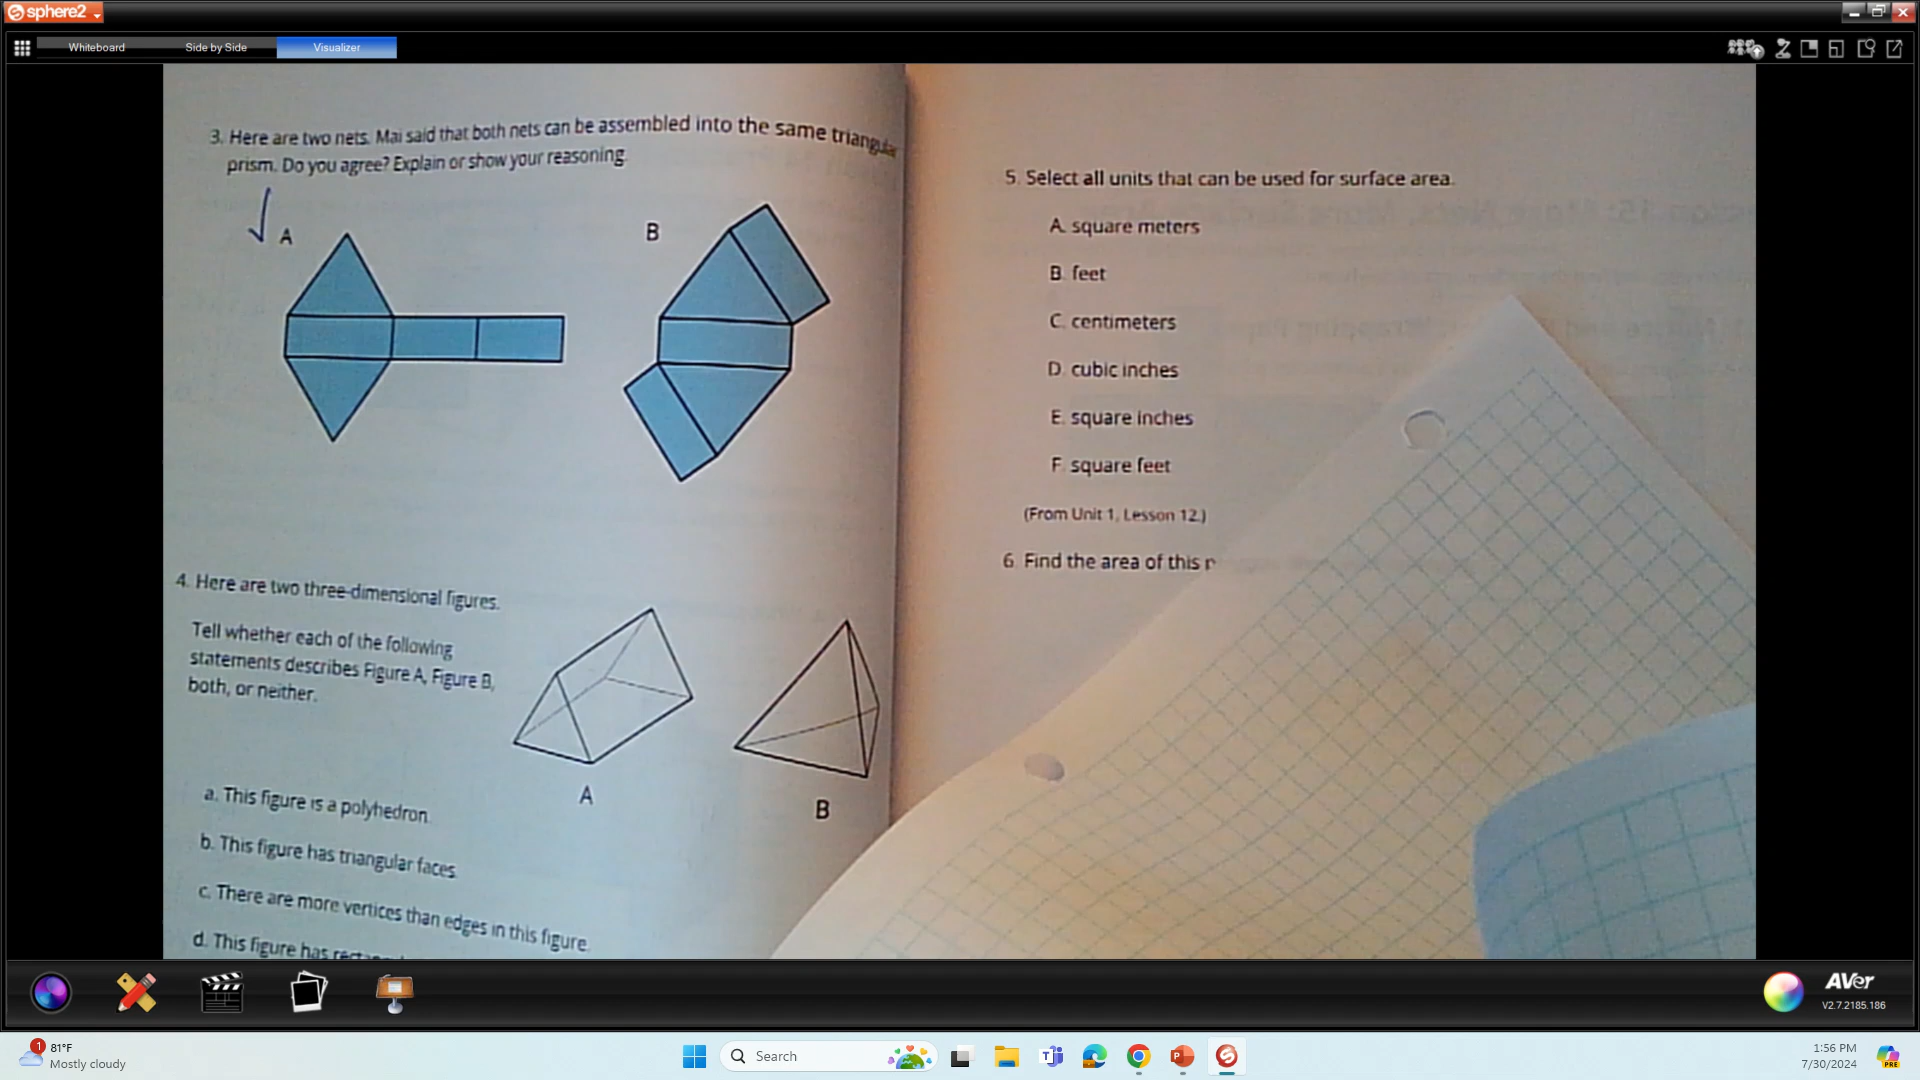 sphere2
Whiteboard
Side by Side
Visualizer
3. Here are two nets. Mai said that both nets can be assembled into the same triangular
prism. Do you agree? Explain or show your reasoning.
A
B
4. Here are two three-dimensional figures.
Tell whether each of the following
statements describes Figure A, Figure B,
both, or neither.
A
B
a. This figure is a polyhedron.
b. This figure has triangular faces.
c. There are more vertices than edges in this figure.
d. This figure has
5. Select all units that can be used for surface area.
A. square meters
B. feet
C. centimeters
D. cubic inches
E. square inches
F. square feet
(From Unit 1, Lesson 12.)
6. Find the area of this
AVer
V2.7.2185.186
1
81°F
Mostly cloudy
Search
1:56 PM
7/30/2024
PRE